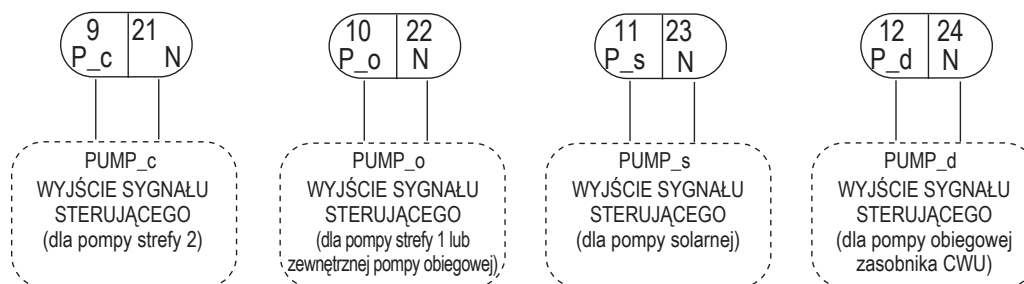 9 21
P_c N
PUMP_c
WYJŚCIE SYGNAŁU
STERUJĄCEGO
(dla pompy strefy 2)
10 22
P_o N
PUMP_o
WYJŚCIE SYGNAŁU
STERUJĄCEGO
(dla pompy strefy 1 lub
zewnętrznej pompy obiegowej)
11 23
P_s N
PUMP_s
WYJŚCIE SYGNAŁU
STERUJĄCEGO
(dla pompy solarnej)
12 24
P_d N
PUMP_d
WYJŚCIE SYGNAŁU
STERUJĄCEGO
(dla pompy obiegowej
zasobnika CWU)